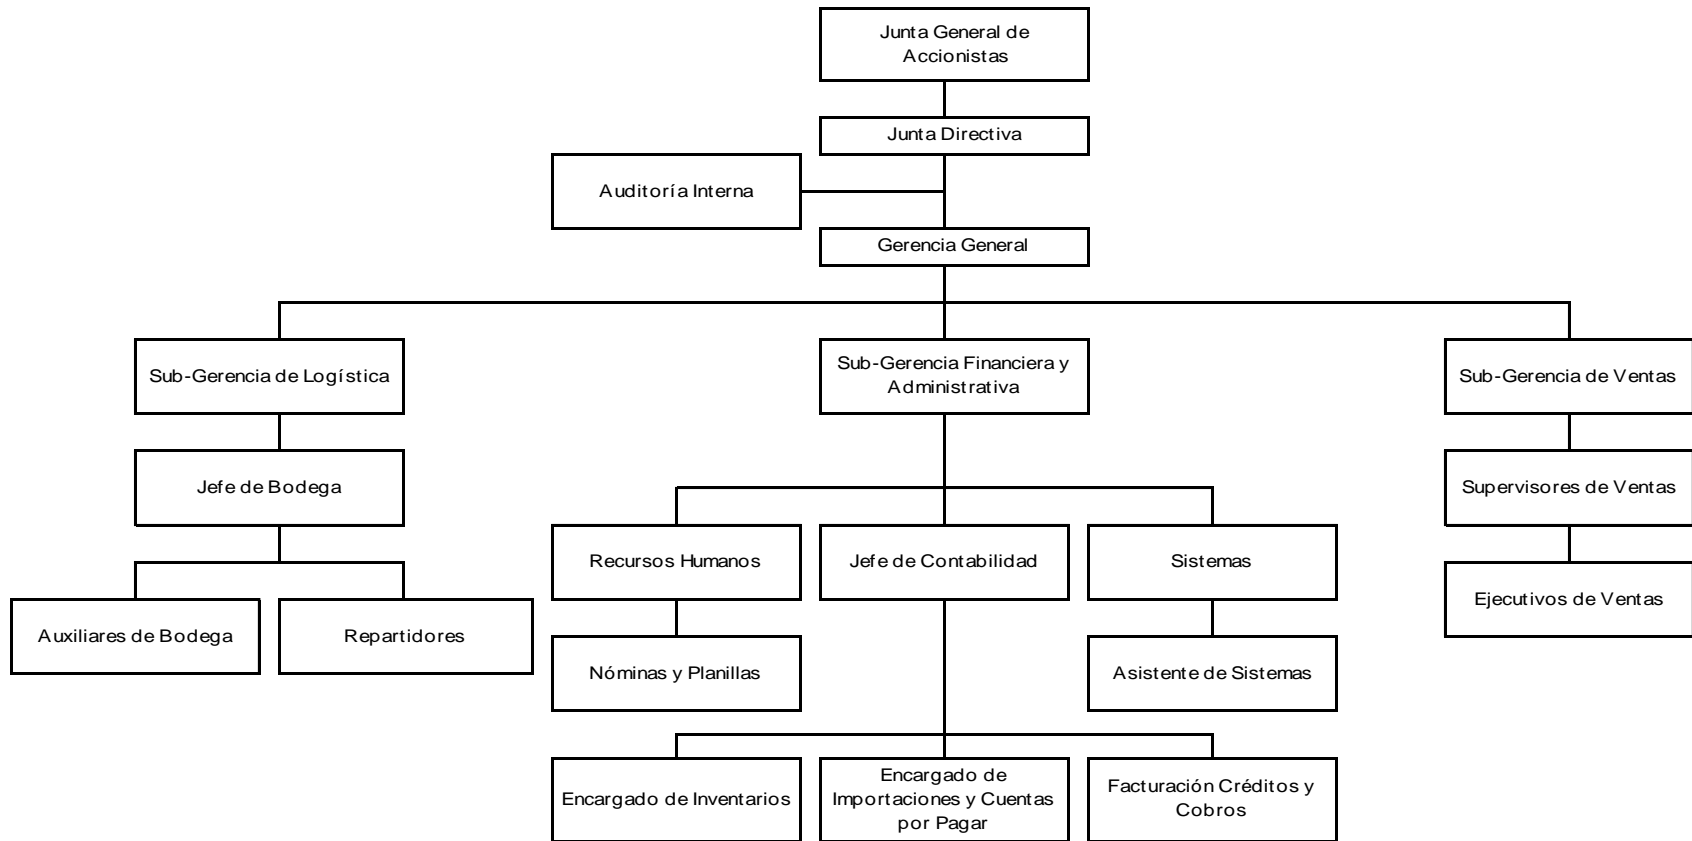 Junta General de
Accionistas
Junta Directiva
Auditoría Interna
Gerencia General
Sub-Gerencia de Logística
Sub-Gerencia Financiera y
Administrativa
Sub-Gerencia de Ventas
Jefe de Bodega
Supervisores de Ventas
Recursos Humanos
Jefe de Contabilidad
Sistemas
Ejecutivos de Ventas
Auxiliares de Bodega
Repartidores
Nóminas y Planillas
Asistente de Sistemas
Encargado de Inventarios
Encargado de
Importaciones y Cuentas
por Pagar
Facturación Créditos y
Cobros